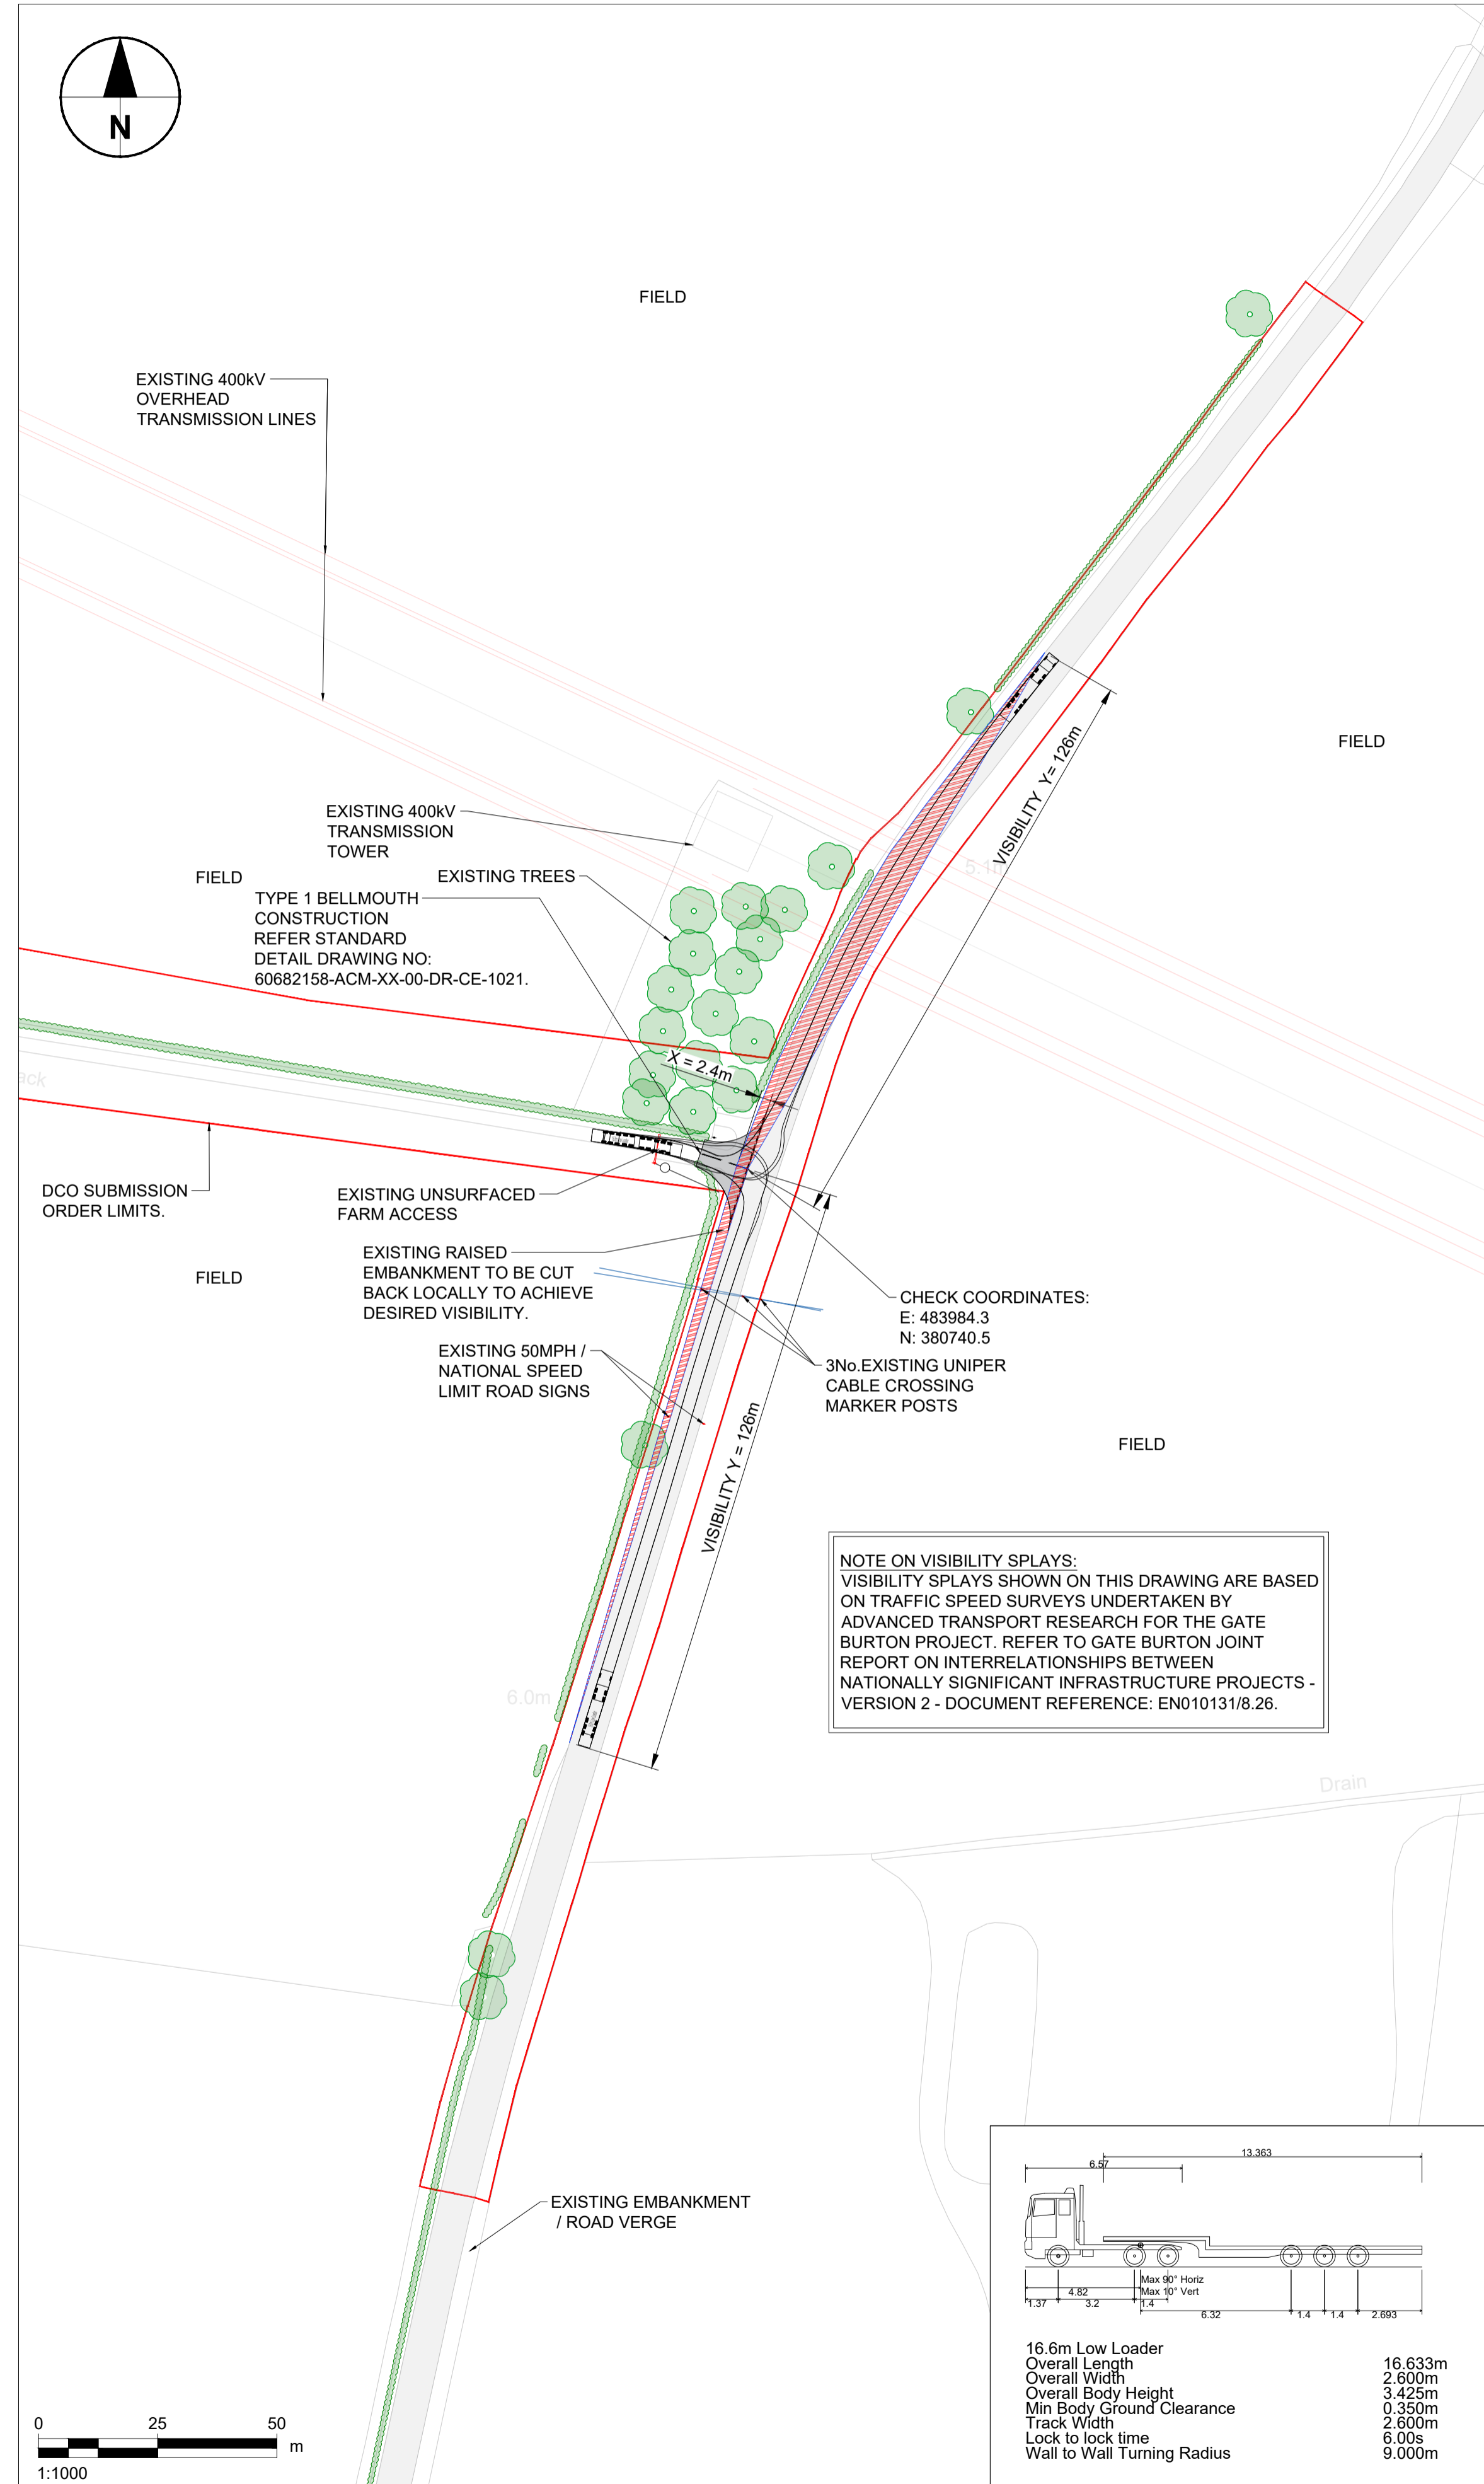 N
FIELD
EXISTING 400kV
OVERHEAD
TRANSMISSION LINES
FIELD
VISIBILITY Y= 126m
5.1m
EXISTING 400kV
TRANSMISSION
TOWER
FIELD
EXISTING TREES
TYPE 1 BELLMOUTH
CONSTRUCTION
REFER STANDARD
DETAIL DRAWING NO:
60682158-ACM-XX-00-DR-CE-1021.
X = 2.4m
ack
DCO SUBMISSION
ORDER LIMITS.
EXISTING UNSURFACED
FARM ACCESS
FIELD
EXISTING RAISED
EMBANKMENT TO BE CUT
BACK LOCALLY TO ACHIEVE
DESIRED VISIBILITY.
CHECK COORDINATES:
E: 483984.3
N: 380740.5
EXISTING 50MPH /
NATIONAL SPEED
LIMIT ROAD SIGNS
3No.EXISTING UNIPER
CABLE CROSSING
MARKER POSTS
VISIBILITY Y = 126m
FIELD
NOTE ON VISIBILITY SPLAYS:
VISIBILITY SPLAYS SHOWN ON THIS DRAWING ARE BASED
ON TRAFFIC SPEED SURVEYS UNDERTAKEN BY
ADVANCED TRANSPORT RESEARCH FOR THE GATE
BURTON PROJECT. REFER TO GATE BURTON JOINT
REPORT ON INTERRELATIONSHIPS BETWEEN
NATIONALLY SIGNIFICANT INFRASTRUCTURE PROJECTS -
VERSION 2 - DOCUMENT REFERENCE: EN010131/8.26.
6.0m
Drain
EXISTING EMBANKMENT
/ ROAD VERGE
13.363
6.57
Max 90° Horiz
4.82 Max 10° Vert
1.37 3.2 1.4
6.32 1.4 1.4 2.693
16.6m Low Loader
Overall Length 16.633m
Overall Width 2.600m
Overall Body Height 3.425m
Min Body Ground Clearance 0.350m
Track Width 2.600m
Lock to lock time 6.00s
Wall to Wall Turning Radius 9.000m
0 25 50
m
1:1000